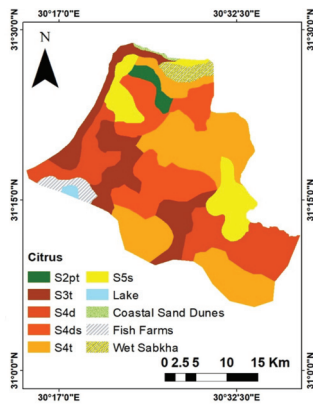 30°17'0"E 30°32'30"E
31°30'0"N 31°30'0"N
N
31°15'0"N 31°15'0"N
Citrus
S2pt S5s
S3t Lake
S4d Coastal Sand Dunes
S4ds Fish Farms
S4t Wet Sabkha
31°0'0"N 31°0'0"N
0 2.5 5 10 15 Km
30°17'0"E 30°32'30"E